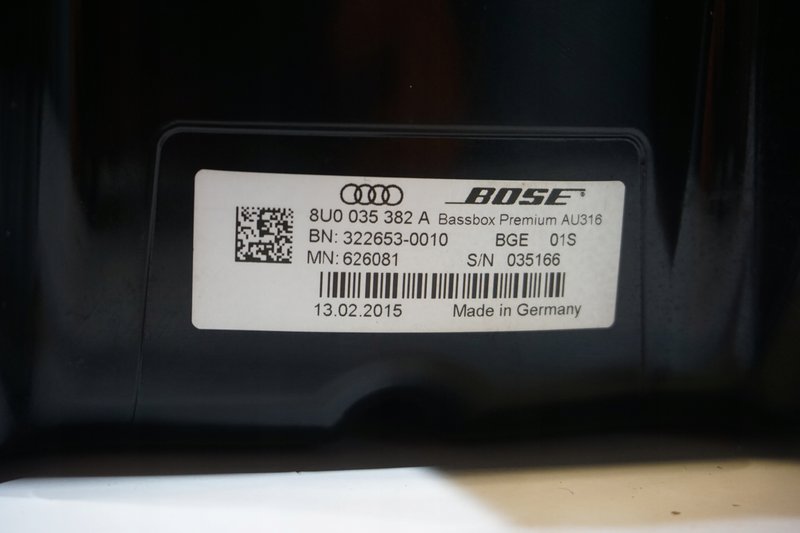 BOSE
8U0 035 382 A Bassbox Premium AU316
BN: 322653-0010 BGE 01S
MN: 626081 S/N 035166
13.02.2015 Made in Germany